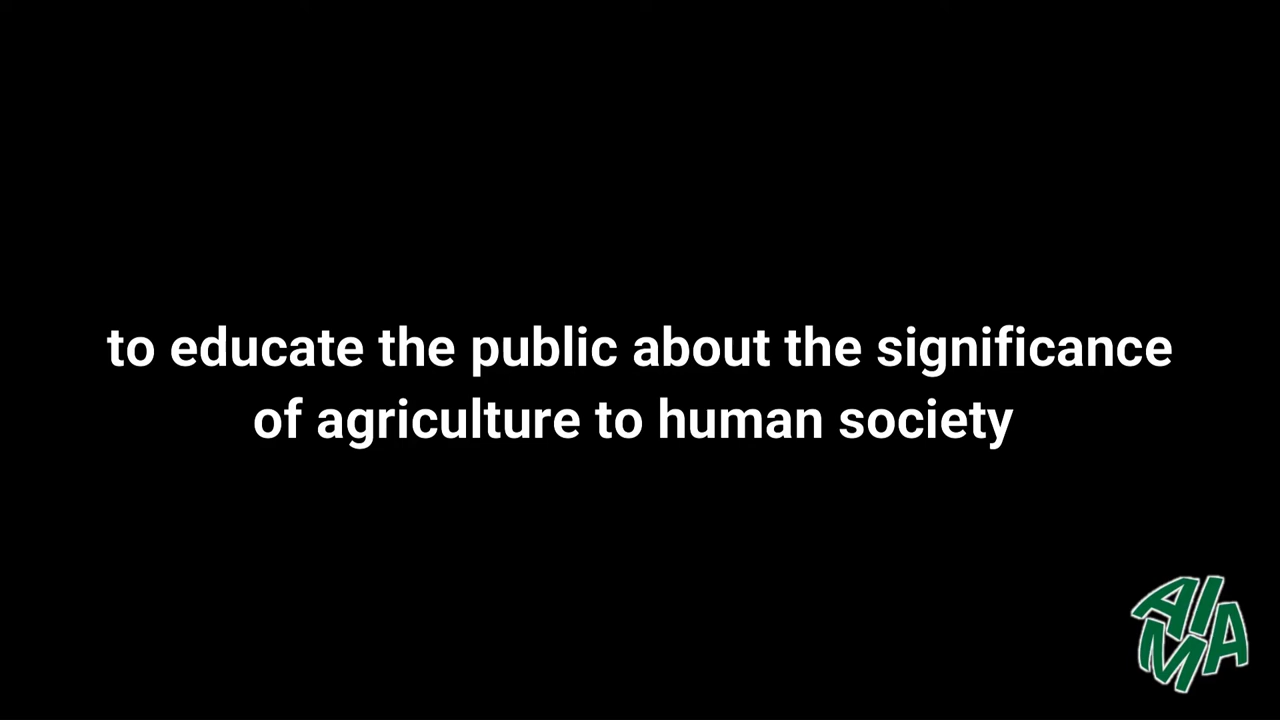 to educate the public about the significance
of agriculture to human society
AIMA